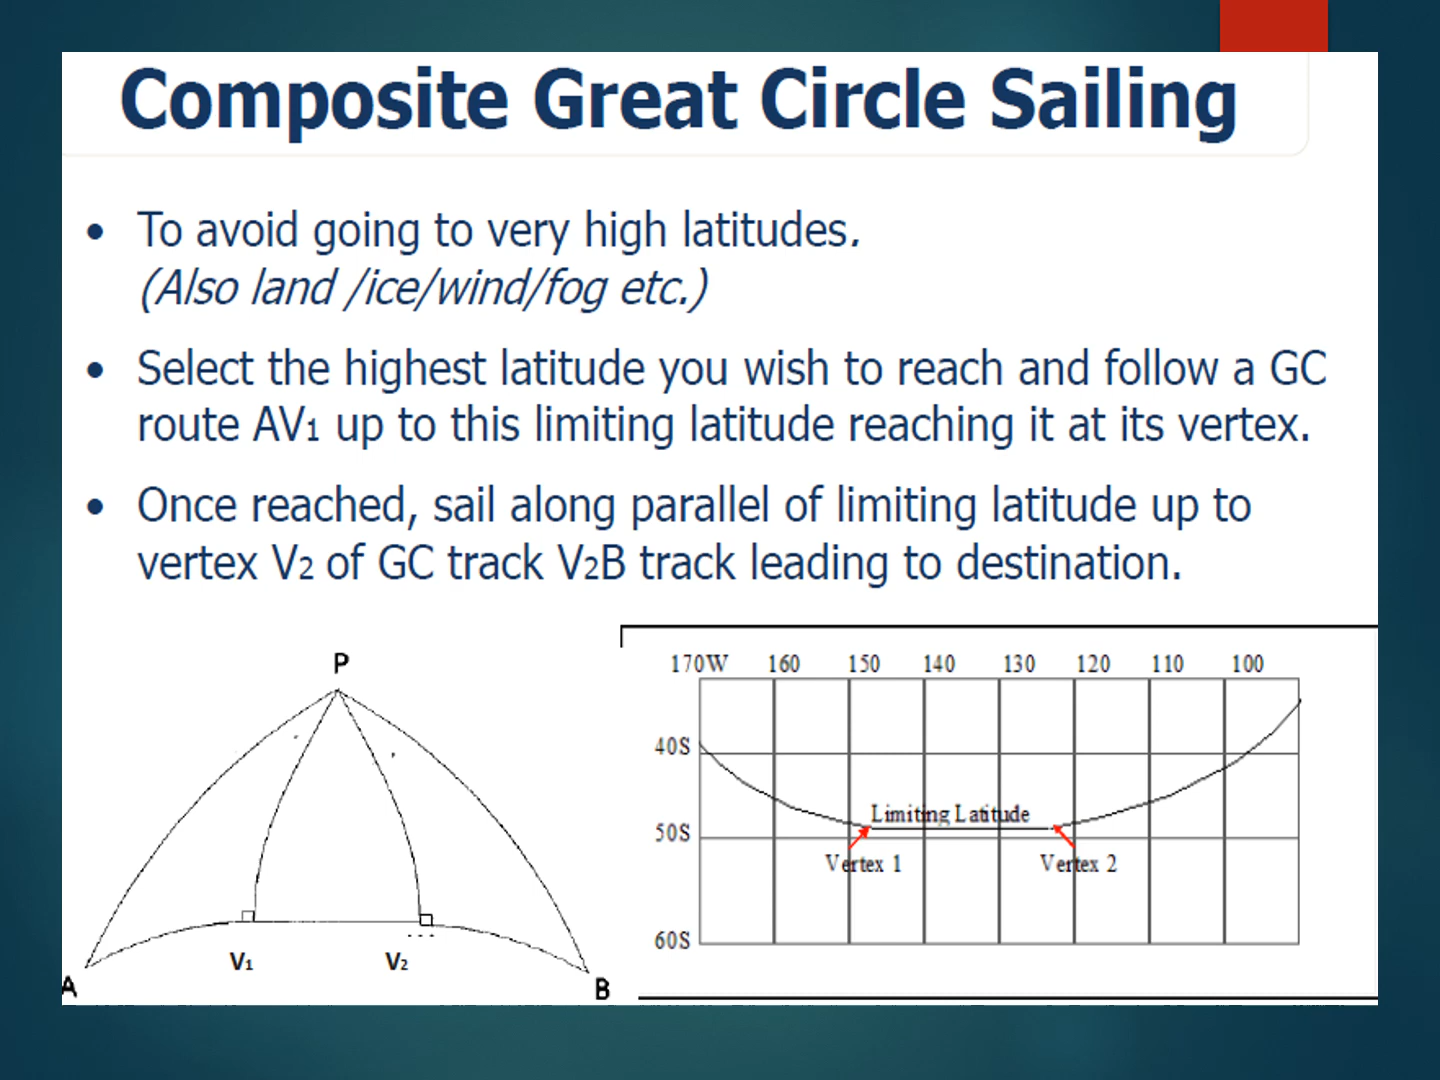 Composite Great Circle Sailing
• To avoid going to very high latitudes.
(Also land /ice/wind/fog etc.)
• Select the highest latitude you wish to reach and follow a GC
route AV1 up to this limiting latitude reaching it at its vertex.
• Once reached, sail along parallel of limiting latitude up to
vertex V2 of GC track V2B track leading to destination.
P
A
V1
V2
B
170W 160 150 140 130 120 110 100
40S
Limiting Latitude
50S
Vertex 1 Vertex 2
60S